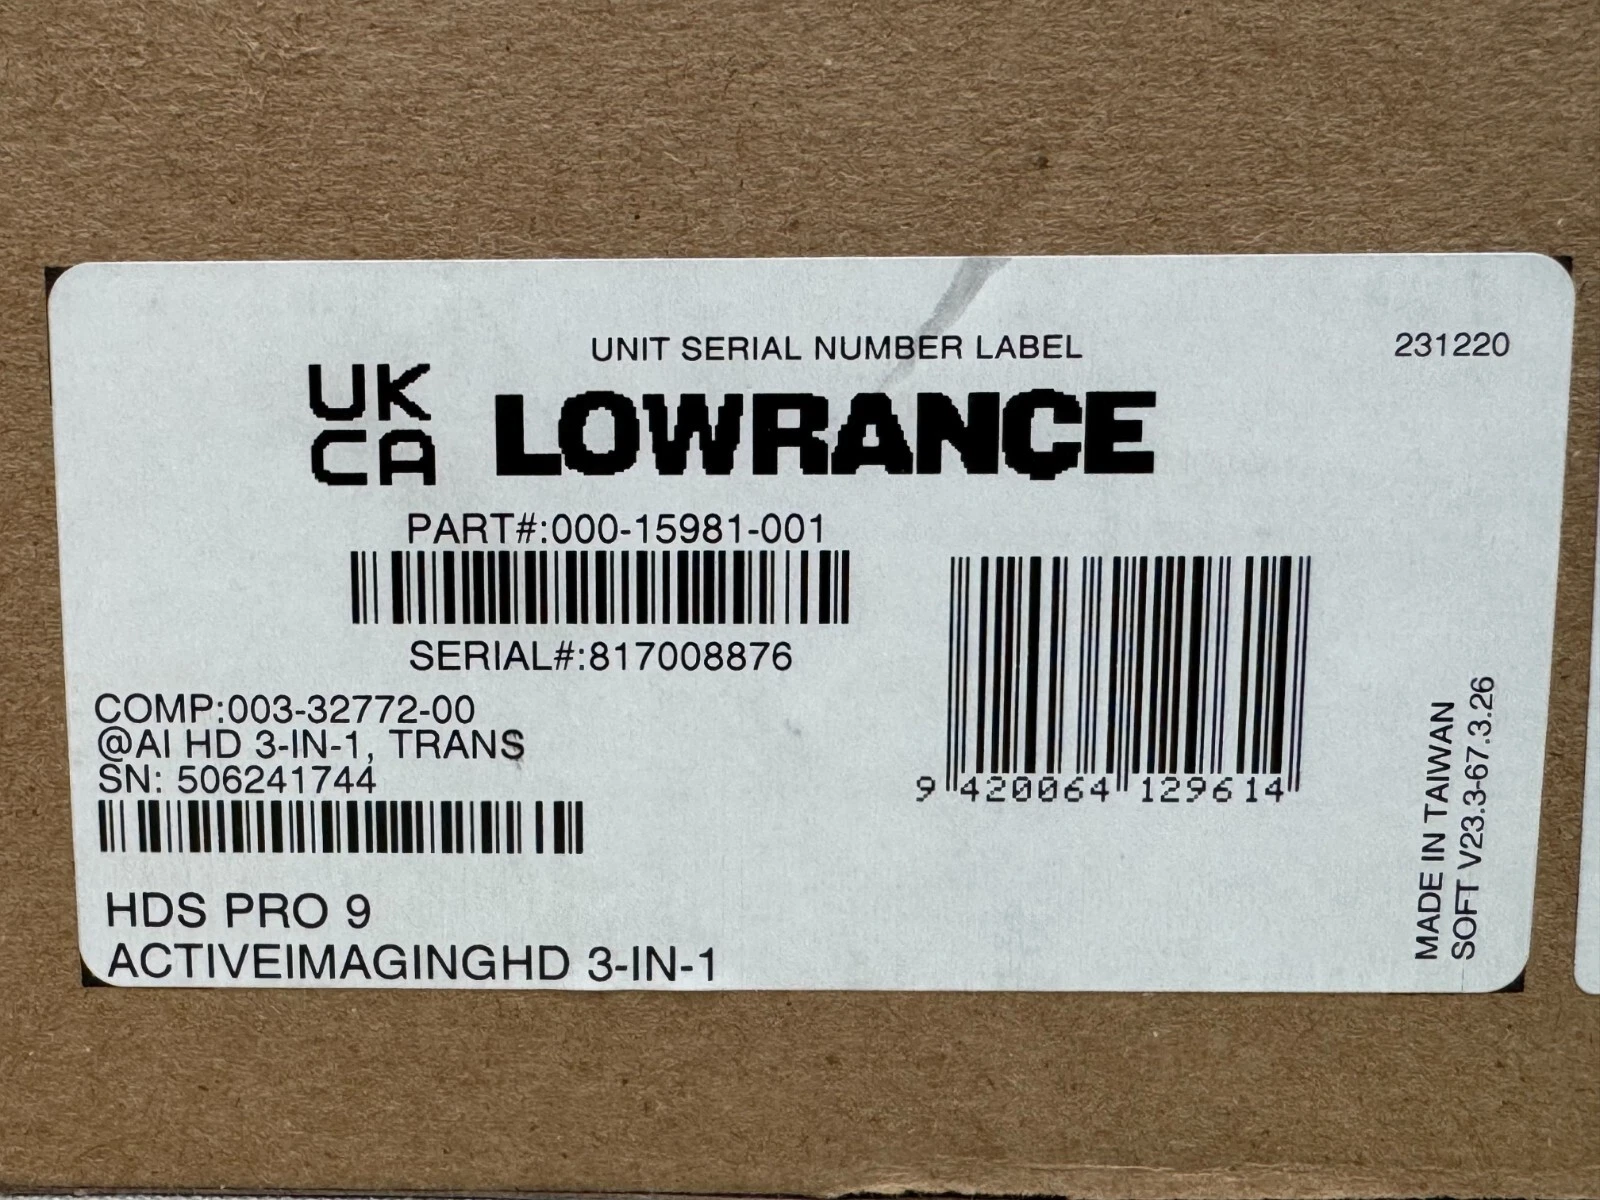 UNIT SERIAL NUMBER LABEL
231220
UK
CA
LOWRANCE
PART#:000-15981-001
SERIAL#:817008876
COMP:003-32772-00
@AI HD 3-IN-1, TRANS
SN: 506241744
9 420064 129614
HDS PRO 9
ACTIVEIMAGINGHD 3-IN-1
MADE IN TAIWAN
SOFT V23.3-67.3.26